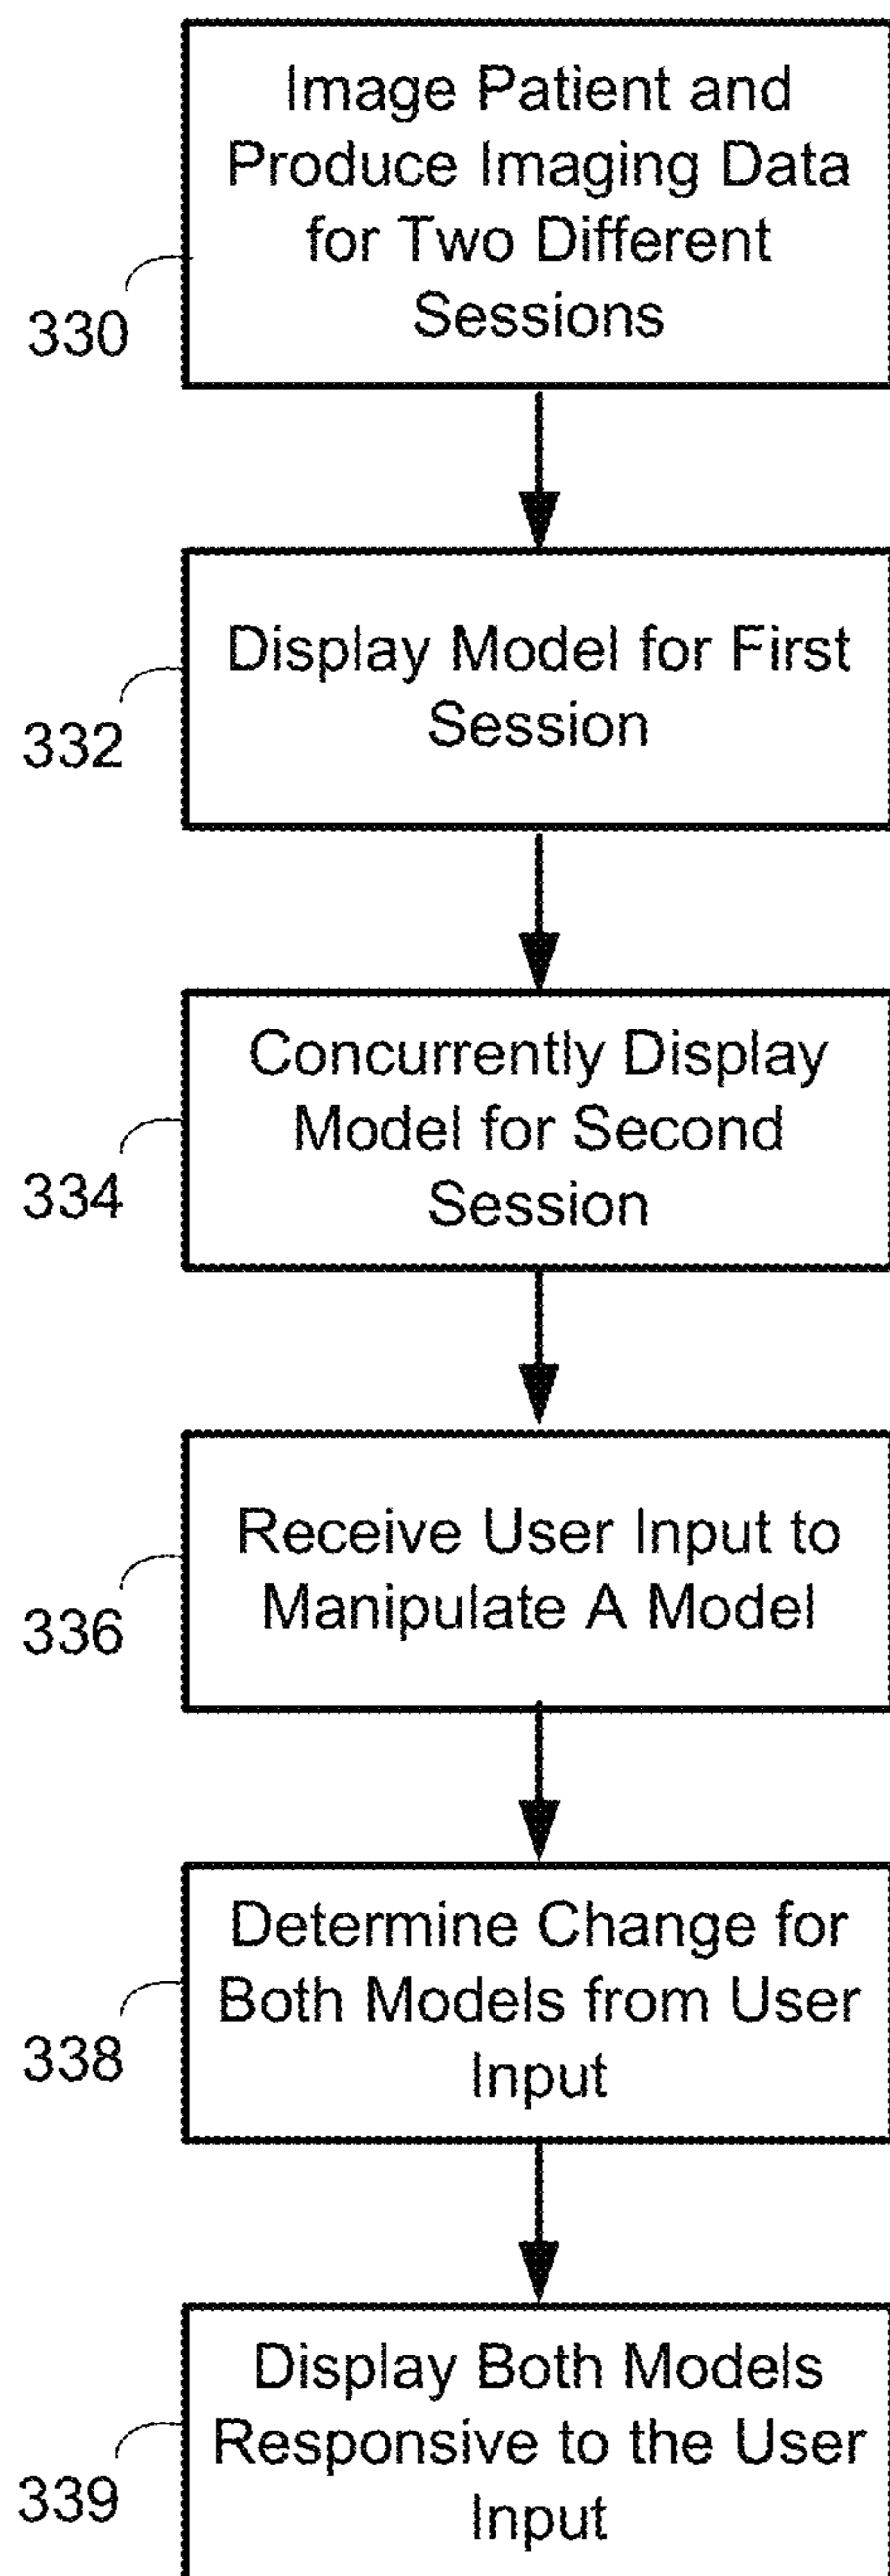 Image Patient and
Produce Imaging Data
for Two Different
Sessions
330
Display Model for First
Session
332
Concurrently Display
Model for Second
Session
334
Receive User Input to
Manipulate A Model
336
Determine Change for
Both Models from User
Input
338
Display Both Models
Responsive to the User
Input
339